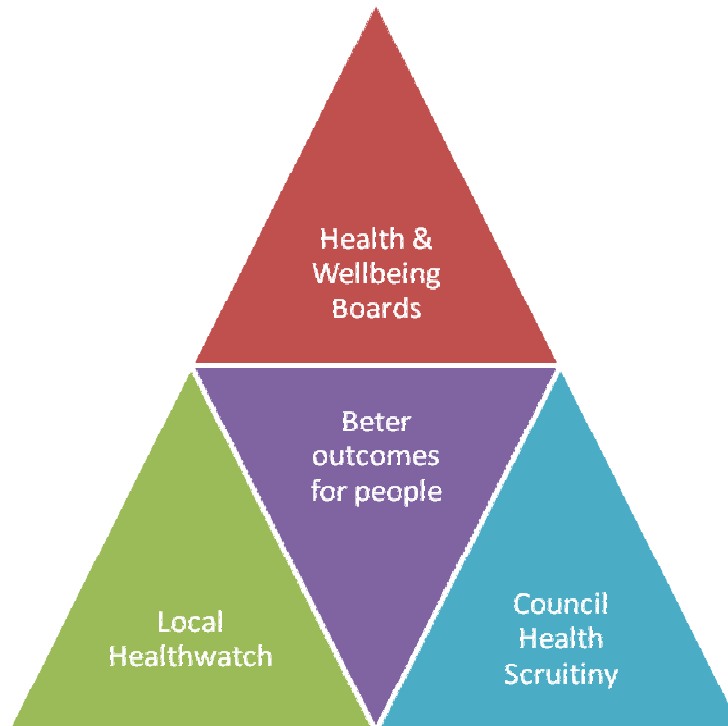 Health &
Wellbeing
Boards
Beter
outcomes
for people
Local
Healthwatch
Council
Health
Scruitiny